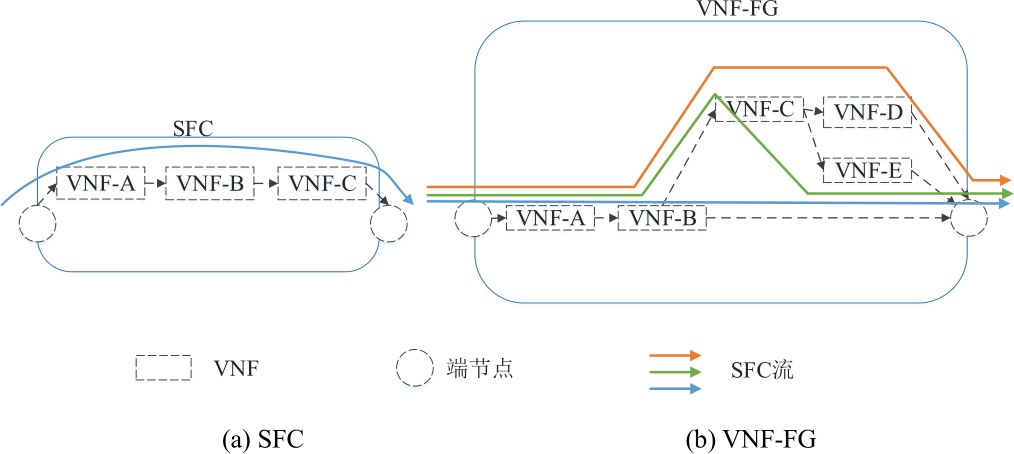 VNF-FG
SFC
VNF-A
VNF-B
VNF-C
VNF-C
VNF-D
VNF-E
VNF-A
VNF-B
VNF
端节点
SFC流
(a) SFC
(b) VNF-FG